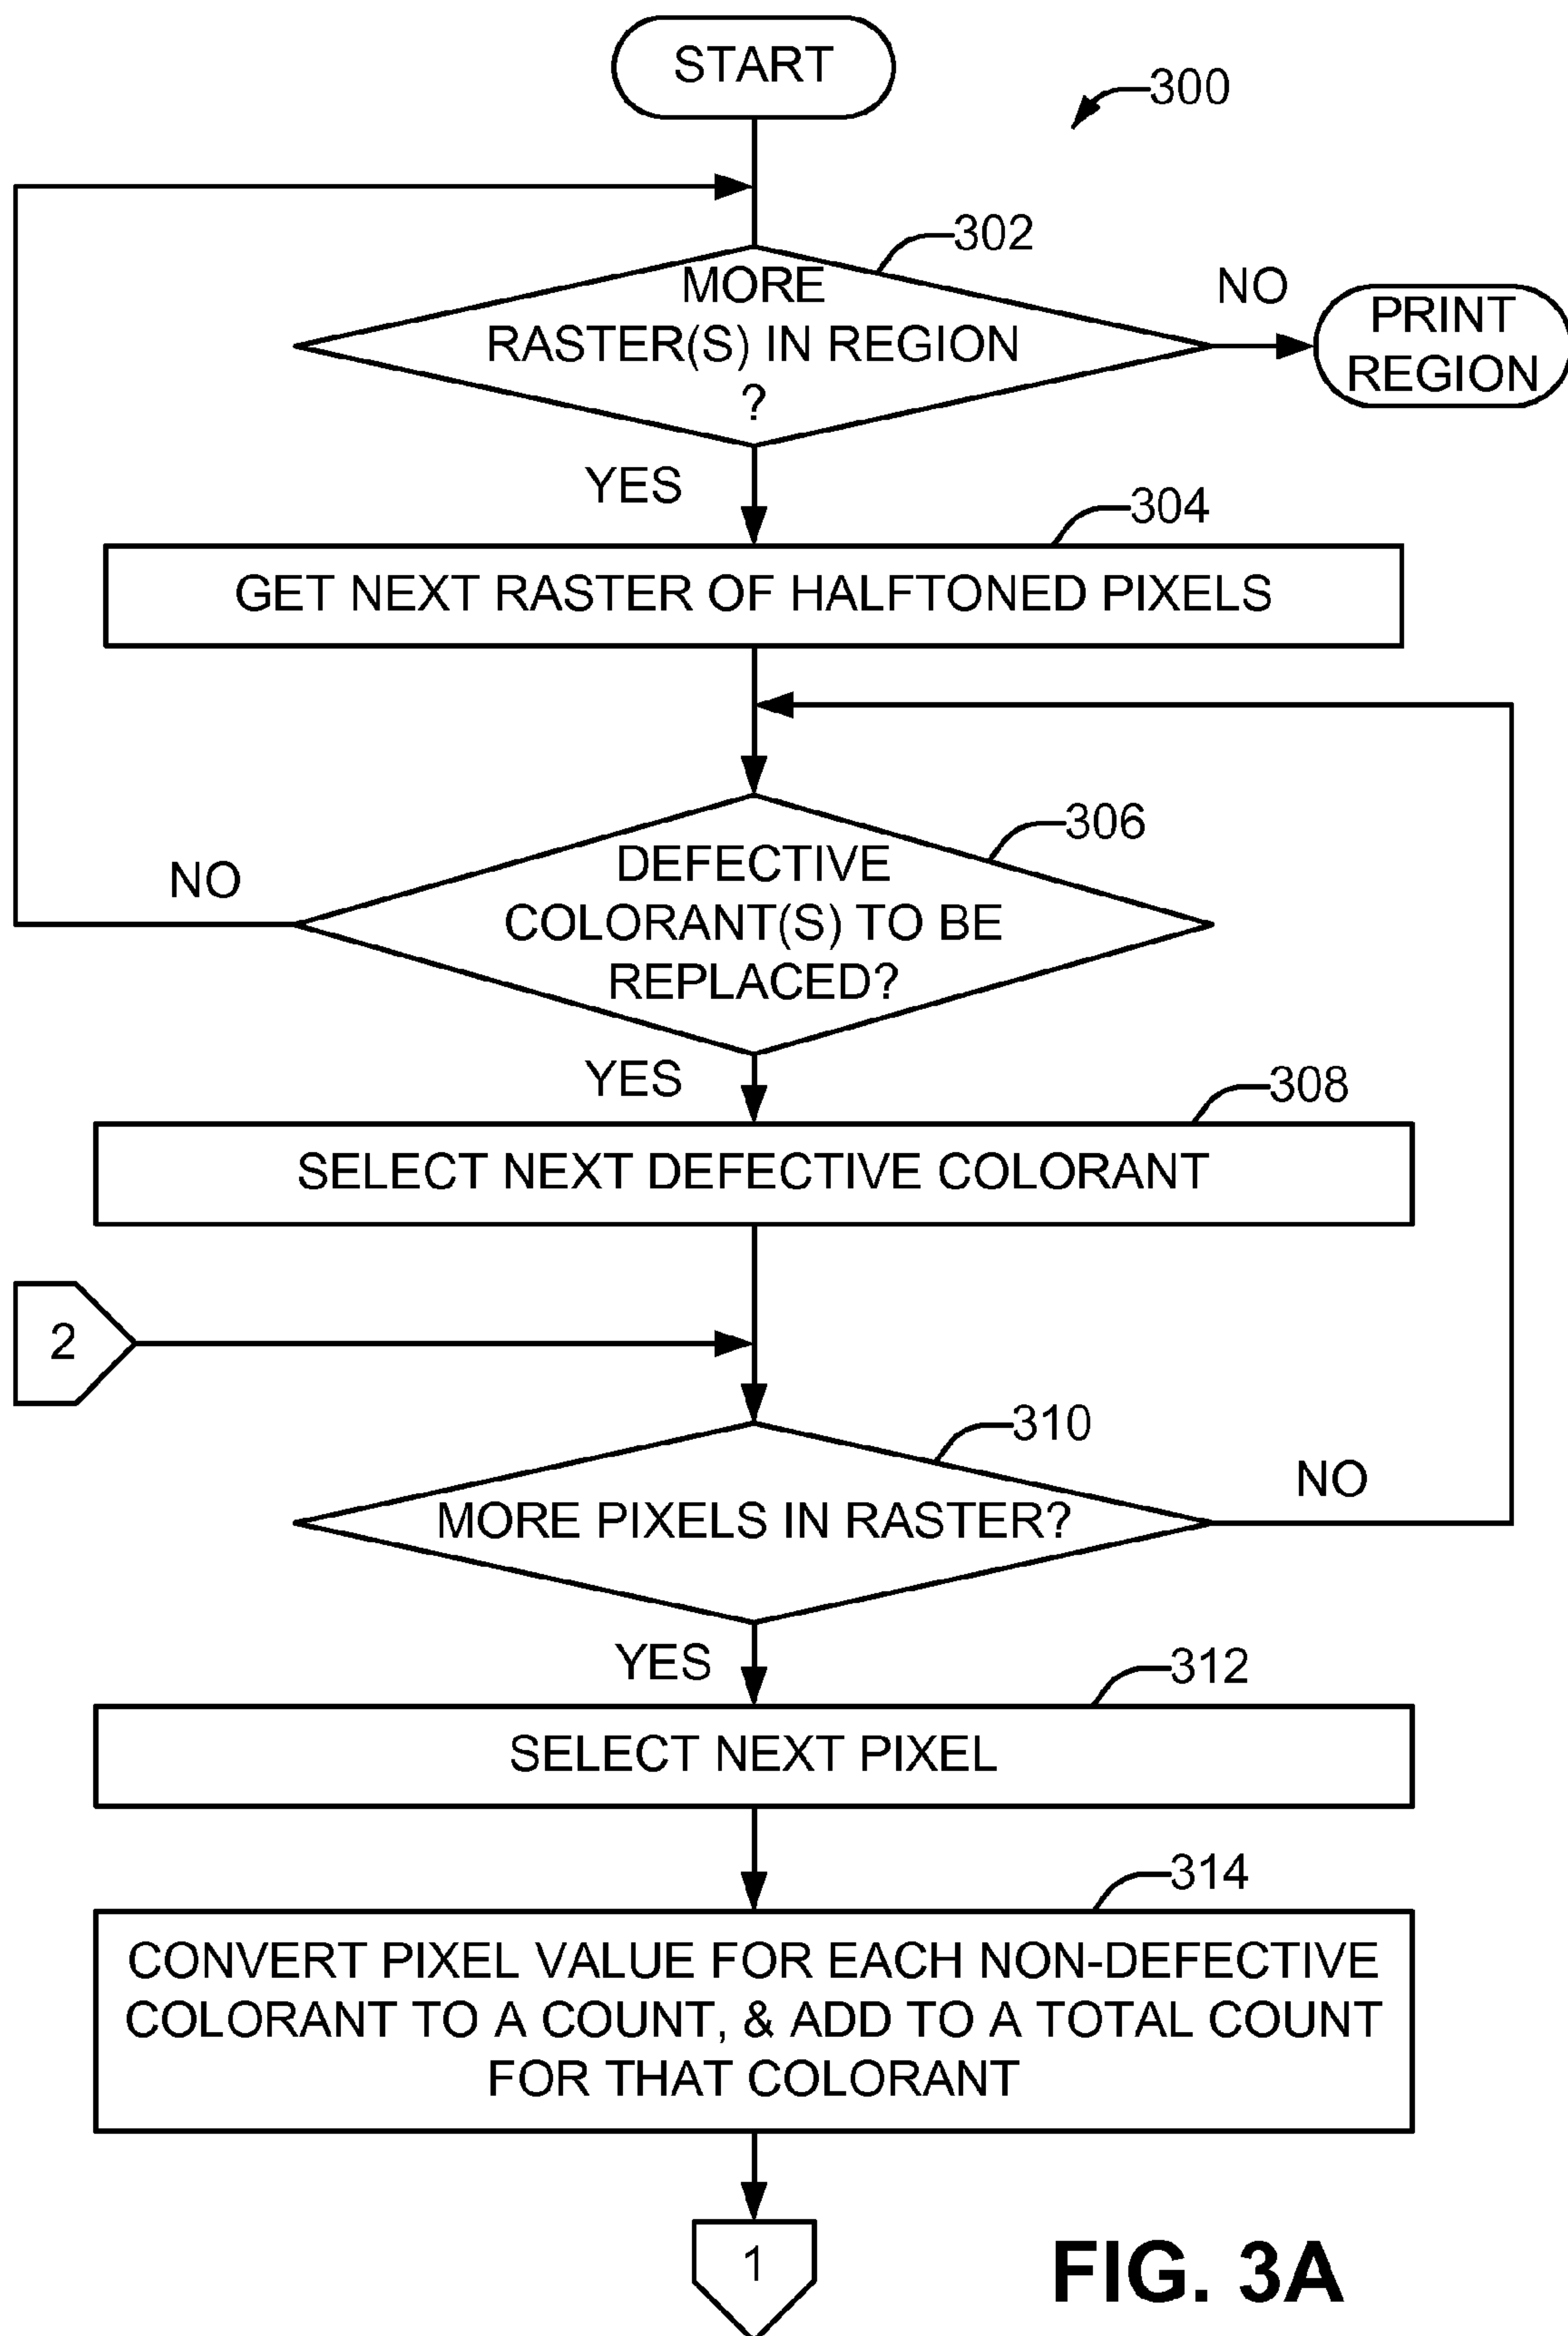 START
300
302
MORE
RASTER(S) IN REGION
?
NO
PRINT
REGION
YES
304
GET NEXT RASTER OF HALFTONED PIXELS
306
DEFECTIVE
COLORANT(S) TO BE
REPLACED?
NO
YES
308
SELECT NEXT DEFECTIVE COLORANT
2
310
MORE PIXELS IN RASTER?
NO
YES
312
SELECT NEXT PIXEL
314
CONVERT PIXEL VALUE FOR EACH NON-DEFECTIVE
COLORANT TO A COUNT, & ADD TO A TOTAL COUNT
FOR THAT COLORANT
1
FIG. 3A